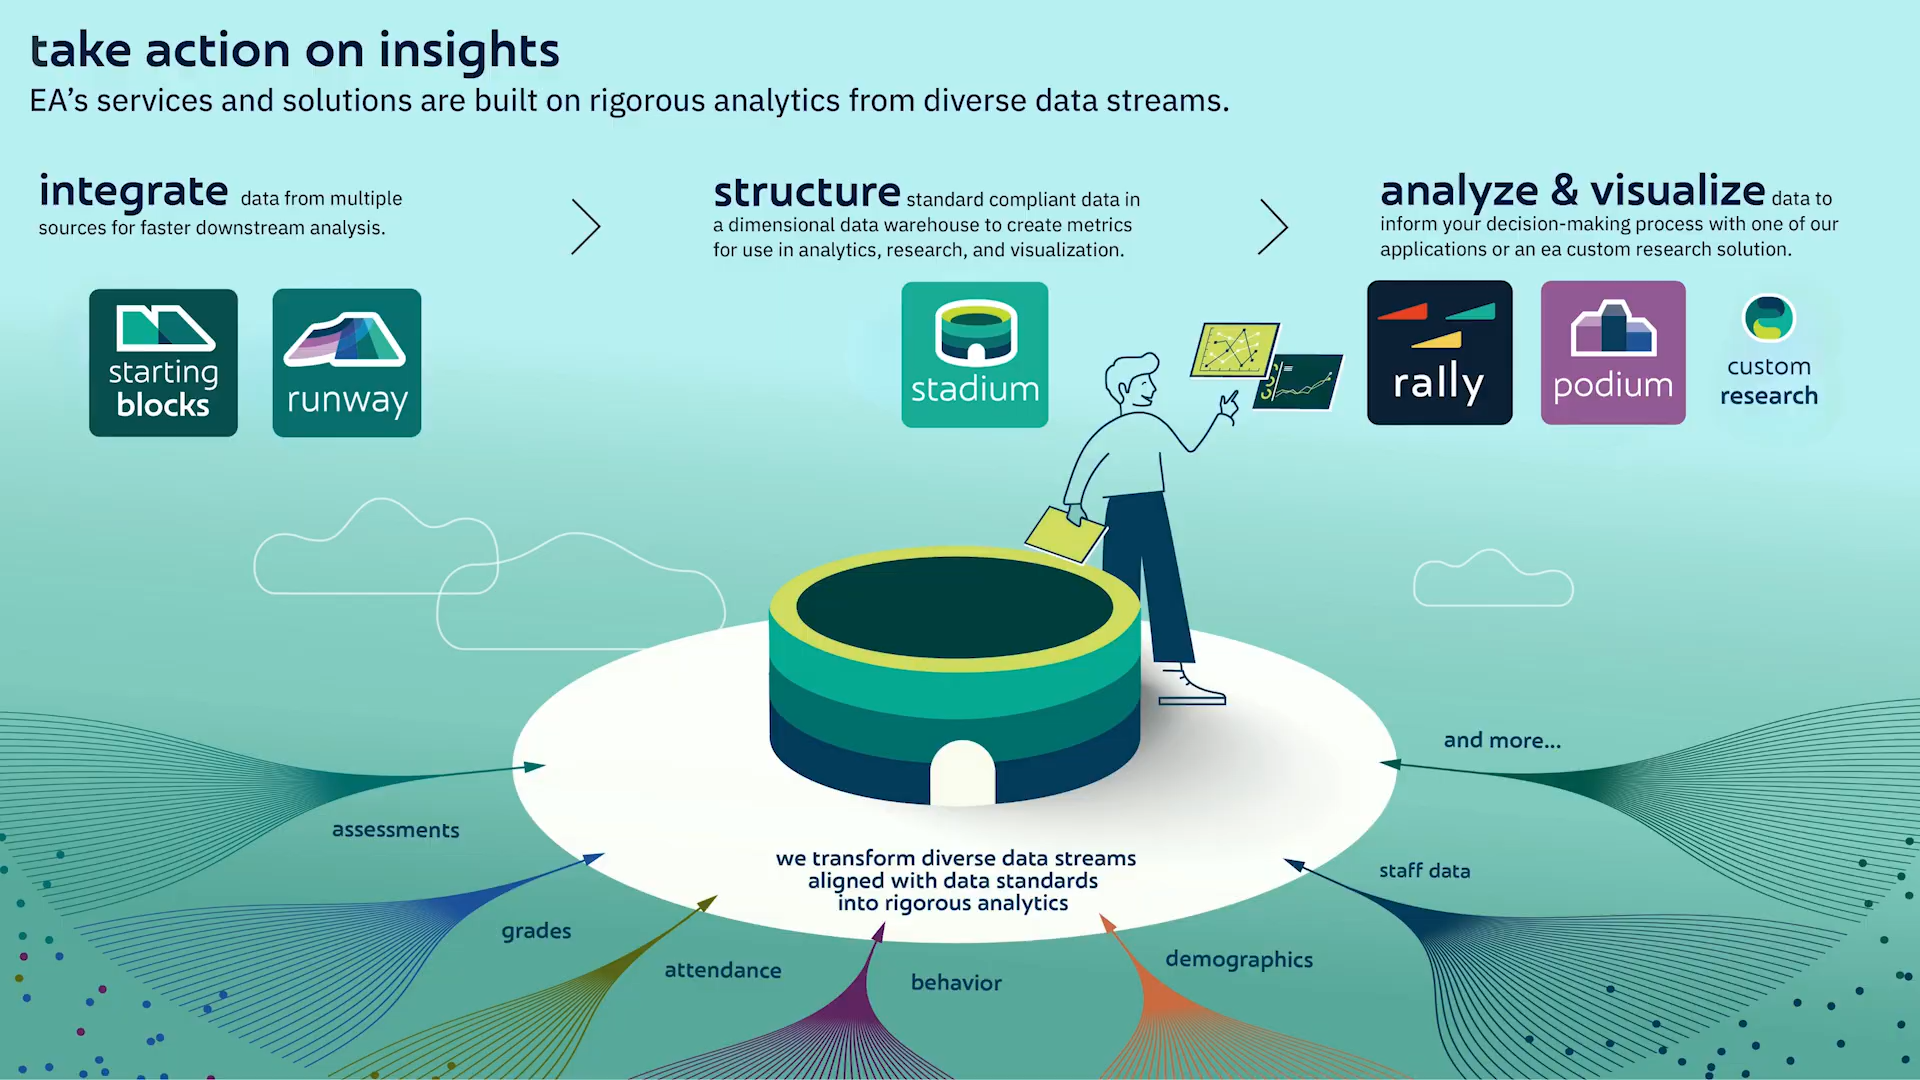 take action on insights
EA's services and solutions are built on rigorous analytics from diverse data streams.
integrate data from multiple
sources for faster downstream analysis.
structure standard compliant data in
a dimensional data warehouse to create metrics
for use in analytics, research, and visualization.
analyze & visualize data to
inform your decision-making process with one of our
applications or an ea custom research solution.
starting
blocks
runway
stadium
rally
podium
custom
research
and more...
assessments
we transform diverse data streams
aligned with data standards
into rigorous analytics
staff data
grades
attendance
behavior
demographics